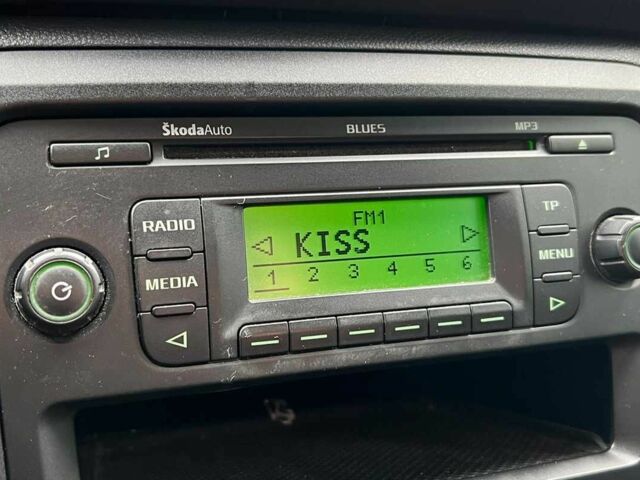 ŠkodaAuto BLUES MP3
RADIO
MEDIA
FM1
KISS
1 2 3 4 5 6
TP
MENU